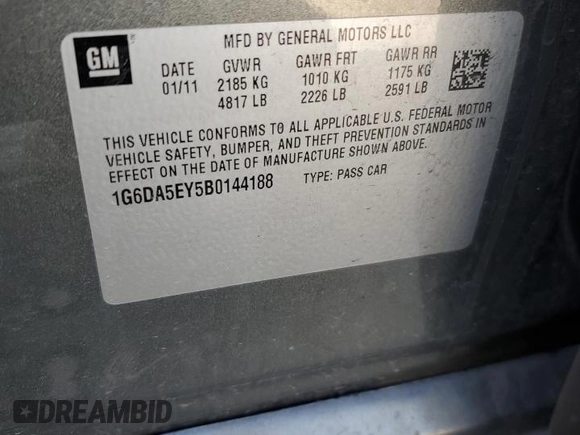 GM
MFD BY GENERAL MOTORS LLC
DATE GVWR GAWR FRT GAWR RR
01/11 2185 KG 1010 KG 1175 KG
4817 LB 2226 LB 2591 LB
THIS VEHICLE CONFORMS TO ALL APPLICABLE U.S. FEDERAL MOTOR
VEHICLE SAFETY, BUMPER, AND THEFT PREVENTION STANDARDS IN
EFFECT ON THE DATE OF MANUFACTURE SHOWN ABOVE.
1G6DA5EY5B0144188 TYPE: PASS CAR
DREAMBID